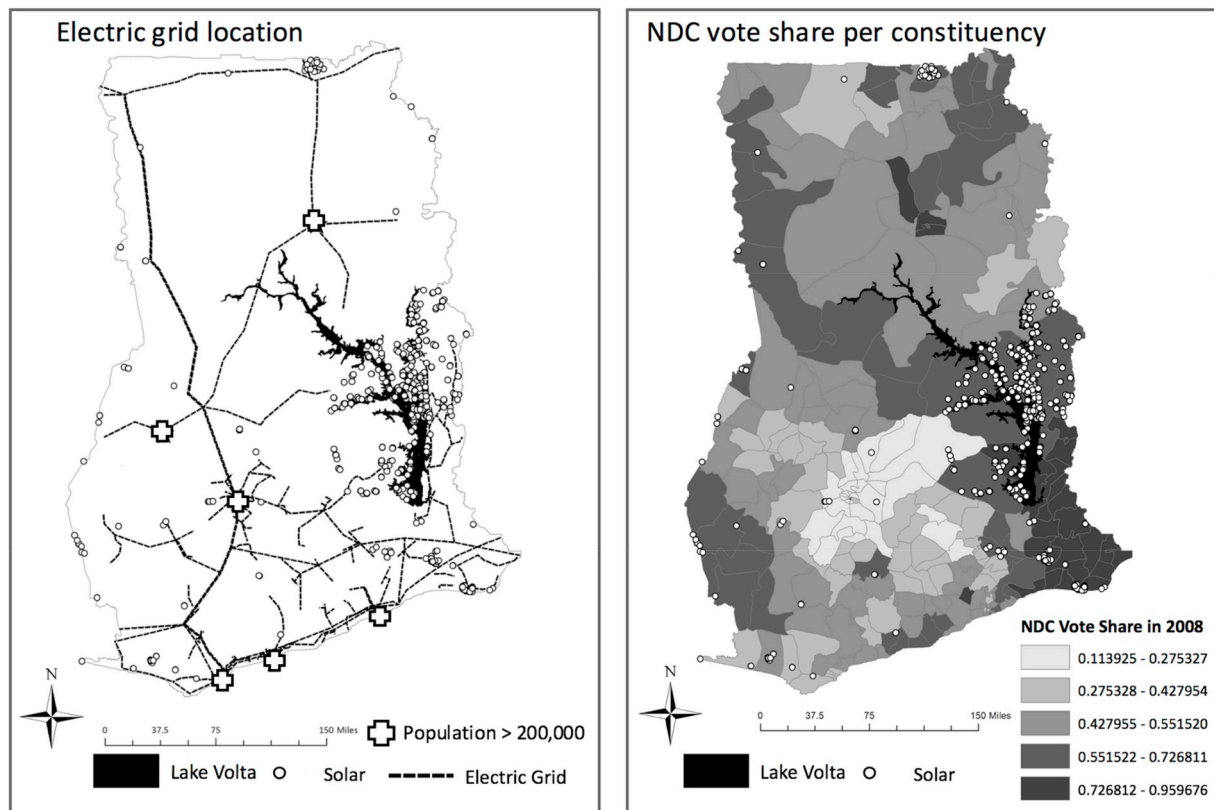 Electric grid location
N
0 37.5 75 150 Miles
Population > 200,000
Lake Volta Solar Electric Grid
NDC vote share per constituency
NDC Vote Share in 2008
0.113925 - 0.275327
0.275328 - 0.427954
0.427955 - 0.551520
0.551522 - 0.726811
0.726812 - 0.959676
N
0 37.5 75 150 Miles
Lake Volta Solar